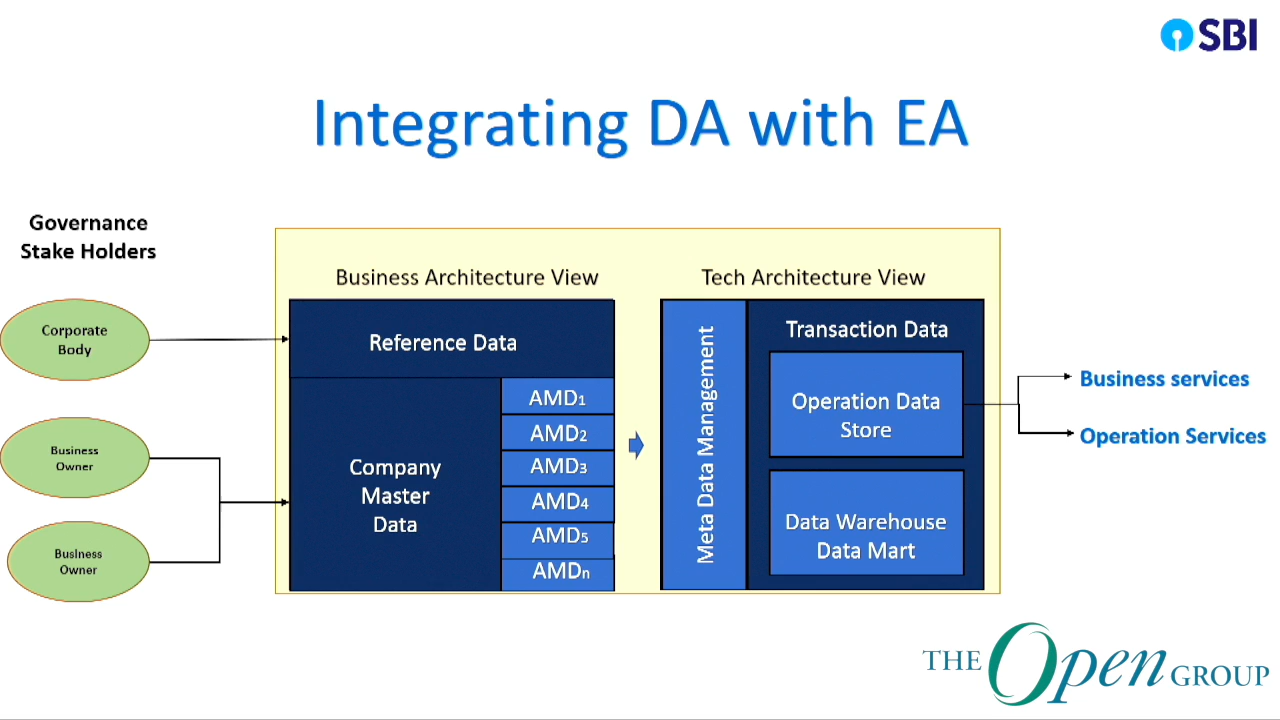 SBI
Integrating DA with EA
Governance
Stake Holders
Corporate
Body
Business
Owner
Business
Owner
Business Architecture View
Reference Data
Company
Master
Data
AMD1
AMD2
AMD3
AMD4
AMD5
AMDn
Tech Architecture View
Meta Data Management
Transaction Data
Operation Data
Store
Data Warehouse
Data Mart
Business services
Operation Services
THE Open GROUP